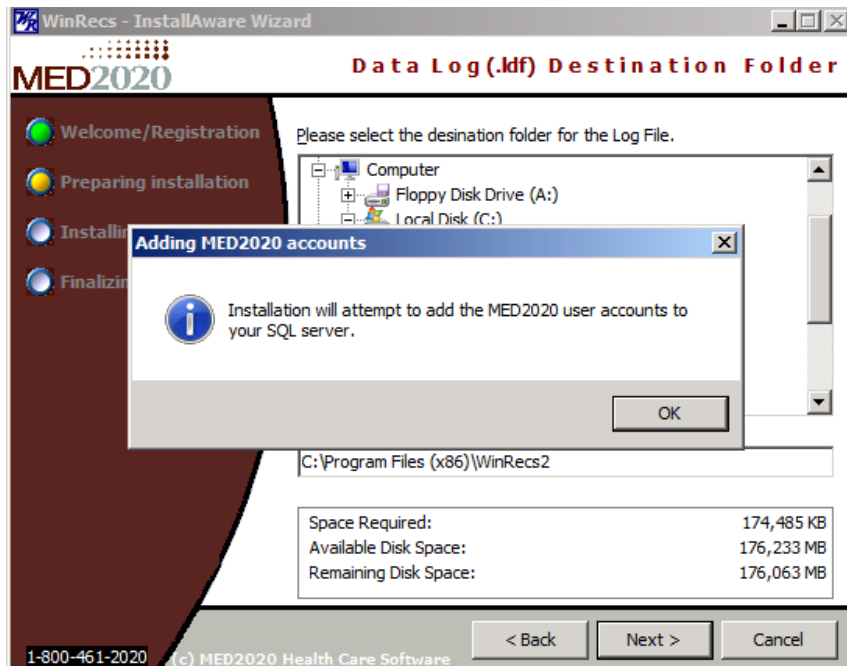 WinRecs - InstallAware Wizard
MED2020
Data Log (.ldf) Destination Folder
Welcome/Registration
Preparing installation
Finalizin
Please select the desination folder for the Log File.
Computer
Floppy Disk Drive (A:)
Local Disk (C:)
Adding MED2020 accounts
Installation will attempt to add the MED2020 user accounts to
your SQL server.
OK
C:\Program Files (x86)\WinRecs2
Space Required: 174,485 KB
Available Disk Space: 176,233 MB
Remaining Disk Space: 176,063 MB
< Back
Next >
Cancel
1-800-461-2020
(c) MED2020 Health Care Software